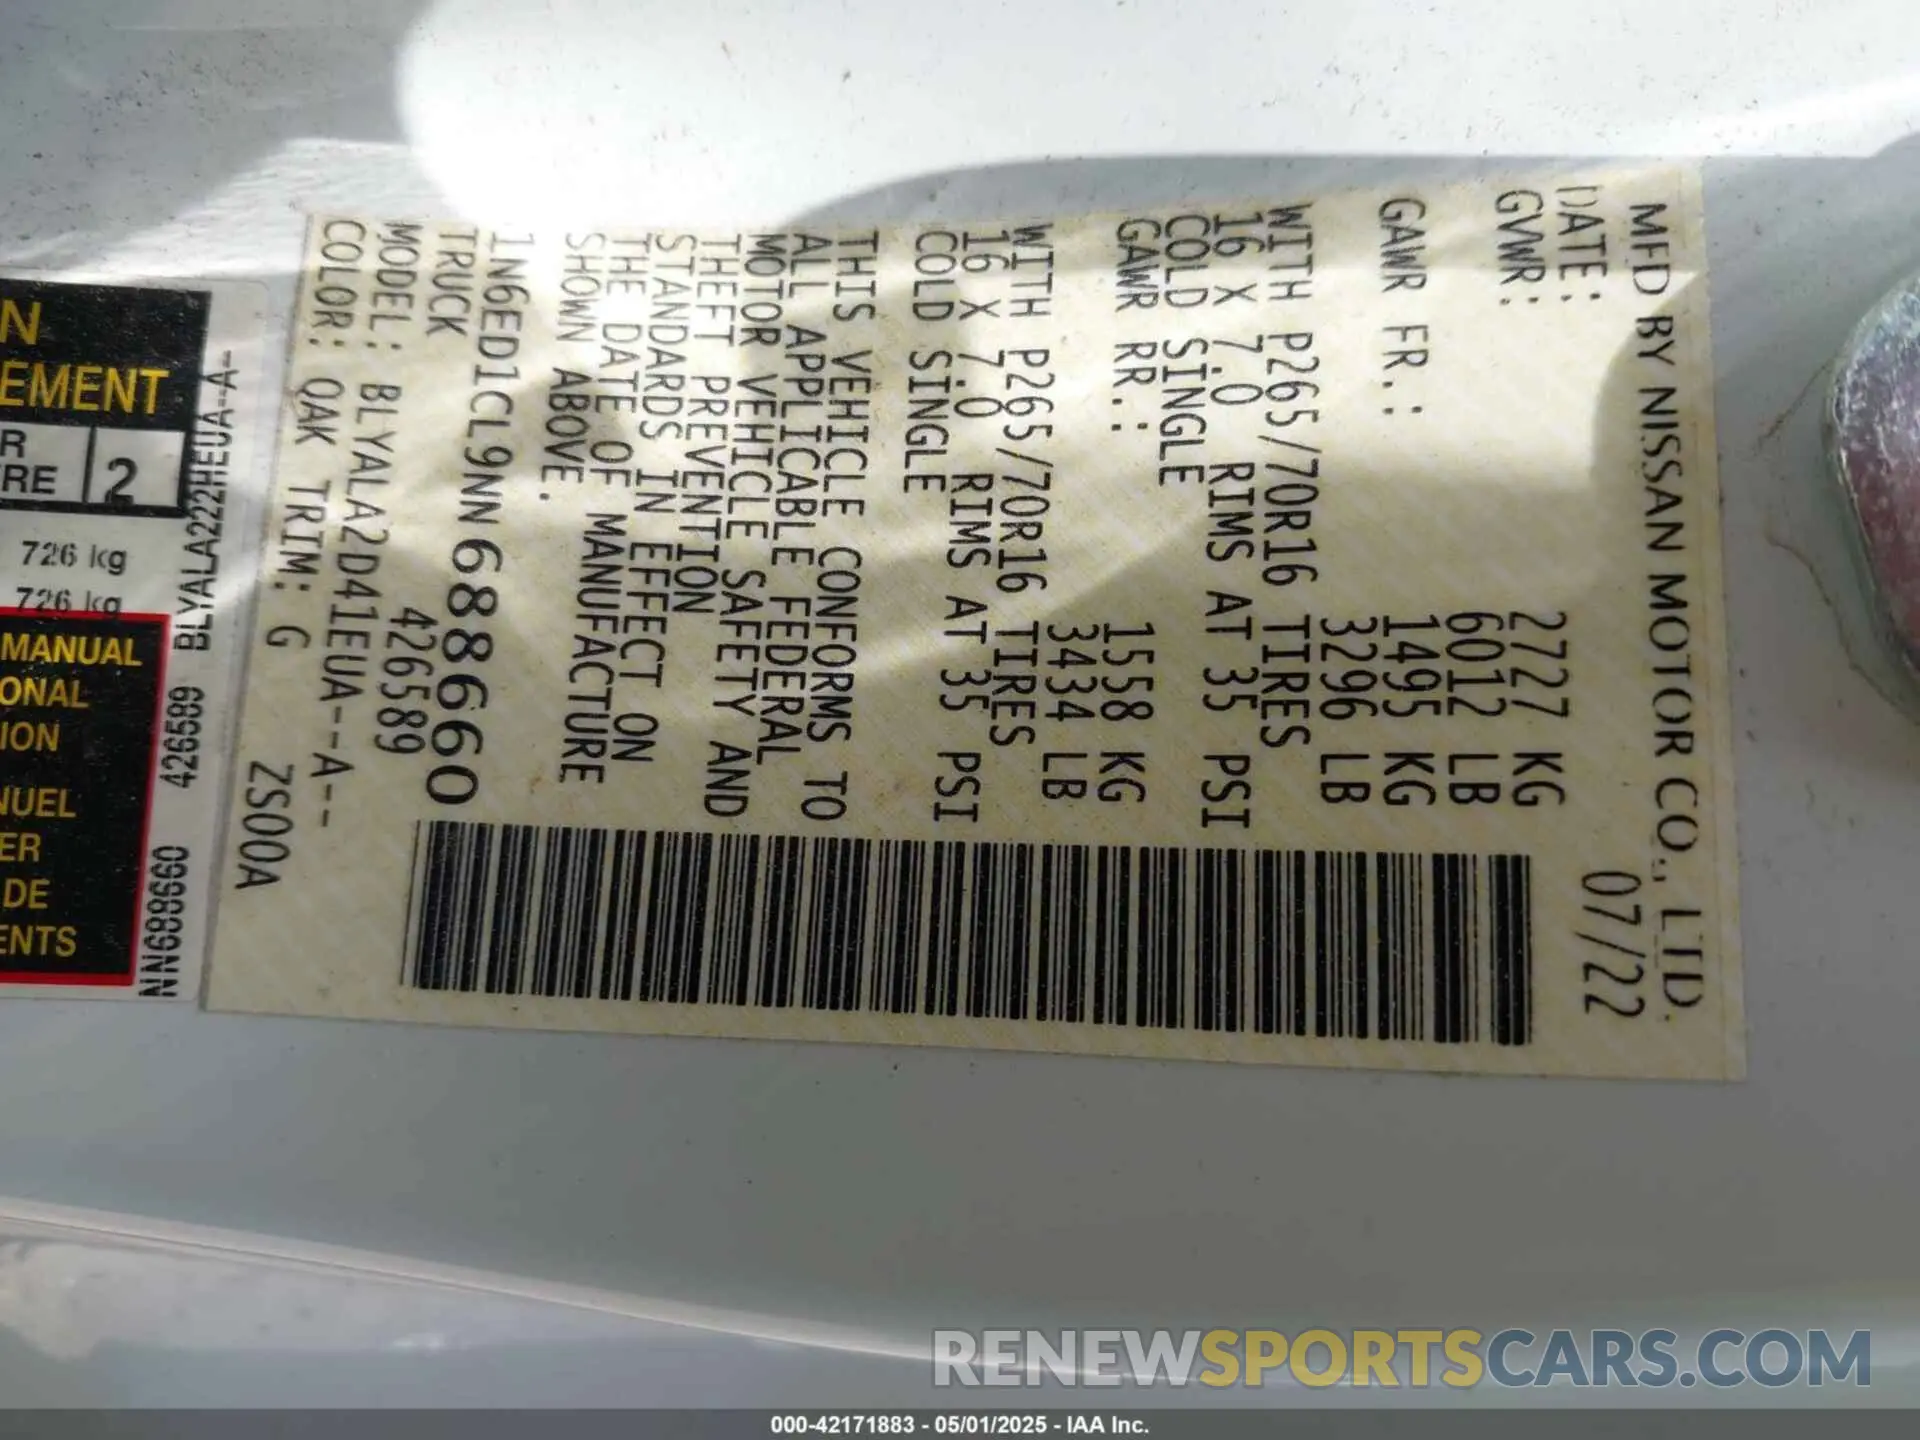 MFD BY NISSAN MOTOR CO., LTD.
DATE: 07/22
GVWR: 2727 KG
6012 LB
GAWR FR.: 1495 KG
3296 LB
WITH P265/70R16 TIRES
16 X 7.0 RIMS AT 35 PSI
COLD SINGLE
GAWR RR.: 1558 KG
3434 LB
WITH P265/70R16 TIRES
16 X 7.0 RIMS AT 35 PSI
COLD SINGLE
THIS VEHICLE CONFORMS TO
ALL APPLICABLE FEDERAL
MOTOR VEHICLE SAFETY AND
THEFT PREVENTION
STANDARDS IN EFFECT ON
THE DATE OF MANUFACTURE
SHOWN ABOVE.
1N6ED1CL9NN688660
TRUCK
MODEL: 426589
BLYALA2D41EUA--A--
COLOR: QAK TRIM: G
ZS00A
BLYALA222HEUA-A- 426589 NN688660
N
EMENT
R
RE 2
726 kg
726 kg
MANUAL
ONAL
ION
NUEL
ER
DE
ENTS
RENEWSPORTSCARS.COM
000-42171883 - 05/01/2025 - IAA Inc.